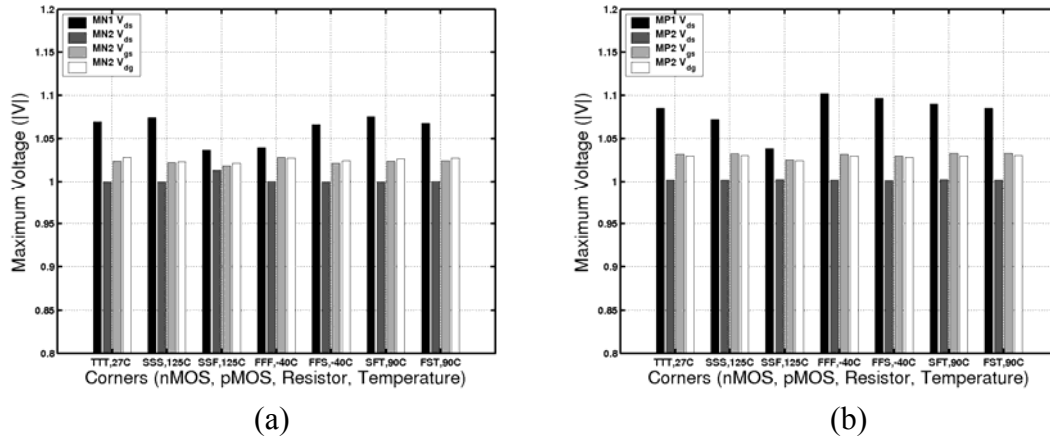 1.2
1.15
1.1
1.05
1
0.95
0.9
0.85
0.8
Maximum Voltage (|V|)
MN1 Vds
MN2 Vds
MN2 Vgs
MN2 Vdg
TTT,27C SSS,125C SSF,125C FFF,-40C FFS,-40C SFT,90C FST,90C
Corners (nMOS, pMOS, Resistor, Temperature)
(a)
1.2
1.15
1.1
1.05
1
0.95
0.9
0.85
0.8
Maximum Voltage (|V|)
MP1 Vds
MP2 Vds
MP2 Vgs
MP2 Vdg
TTT,27C SSS,125C SSF,125C FFF,-40C FFS,-40C SFT,90C FST,90C
Corners (nMOS, pMOS, Resistor, Temperature)
(b)